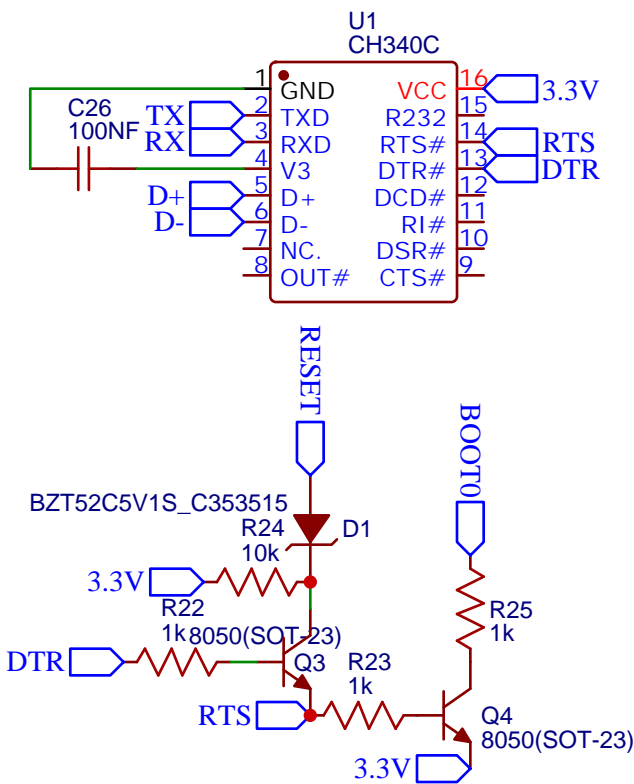 U1
CH340C
1 GND VCC 16 3.3V
C26
100NF
TX 2 TXD R232 15
RX 3 RXD RTS# 14 RTS
4 V3 DTR# 13 DTR
D+ 5 D+ DCD# 12
D- 6 D- RI# 11
7 NC. DSR# 10
8 OUT# CTS# 9
RESET
BOOT0
BZT52C5V1S_C353515
R24 D1
10k
3.3V
R22
1k
8050(SOT-23)
R25
1k
DTR
Q3
R23
1k
RTS
Q4
8050(SOT-23)
3.3V